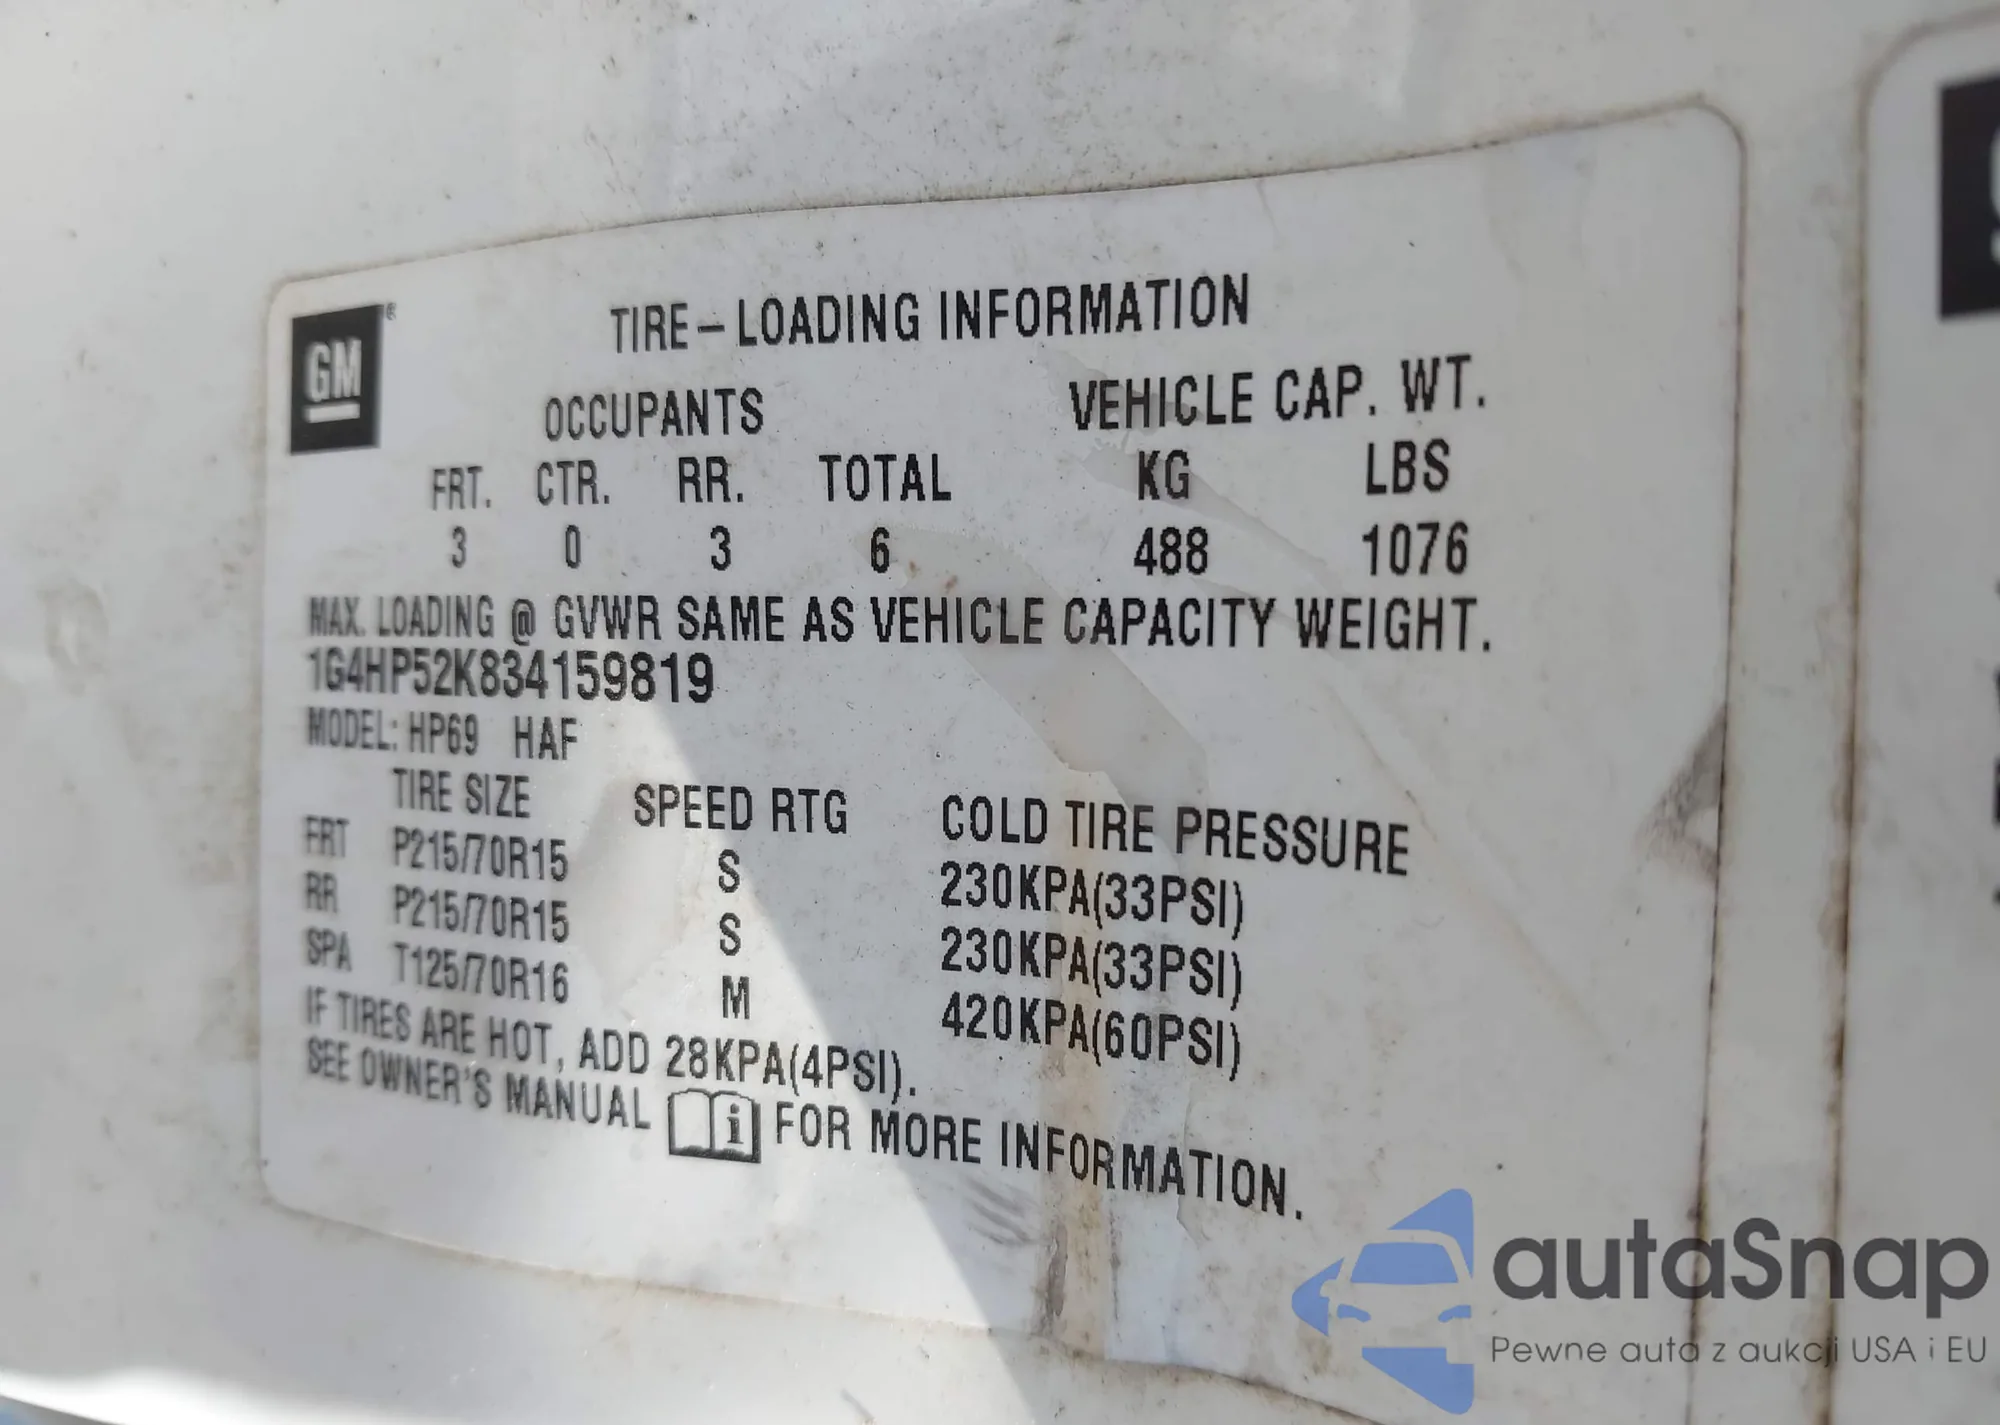 GM
TIRE – LOADING INFORMATION
OCCUPANTS VEHICLE CAP. WT.
FRT. CTR. RR. TOTAL KG LBS
3 0 3 6 488 1076
MAX. LOADING @ GVWR SAME AS VEHICLE CAPACITY WEIGHT.
1G4HP52K834159819
MODEL: HP69 HAF
TIRE SIZE SPEED RTG COLD TIRE PRESSURE
FRT P215/70R15 S 230KPA(33PSI)
RR P215/70R15 S 230KPA(33PSI)
SPA T125/70R16 M 420KPA(60PSI)
IF TIRES ARE HOT, ADD 28KPA(4PSI).
SEE OWNER'S MANUAL i FOR MORE INFORMATION.
autaSnap
Pewne auta z aukcji USA i EU